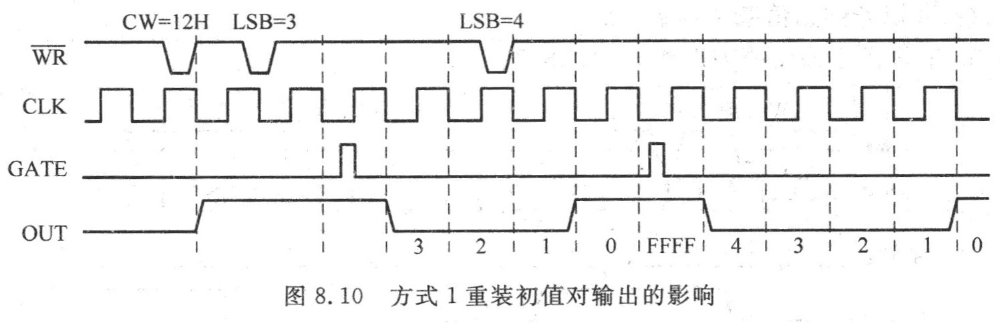 CW=12H LSB=3 LSB=4
WR
CLK
GATE
OUT
3 2 1 0 FFFF 4 3 2 1 0
图 8.10 方式 1 重装初值对输出的影响